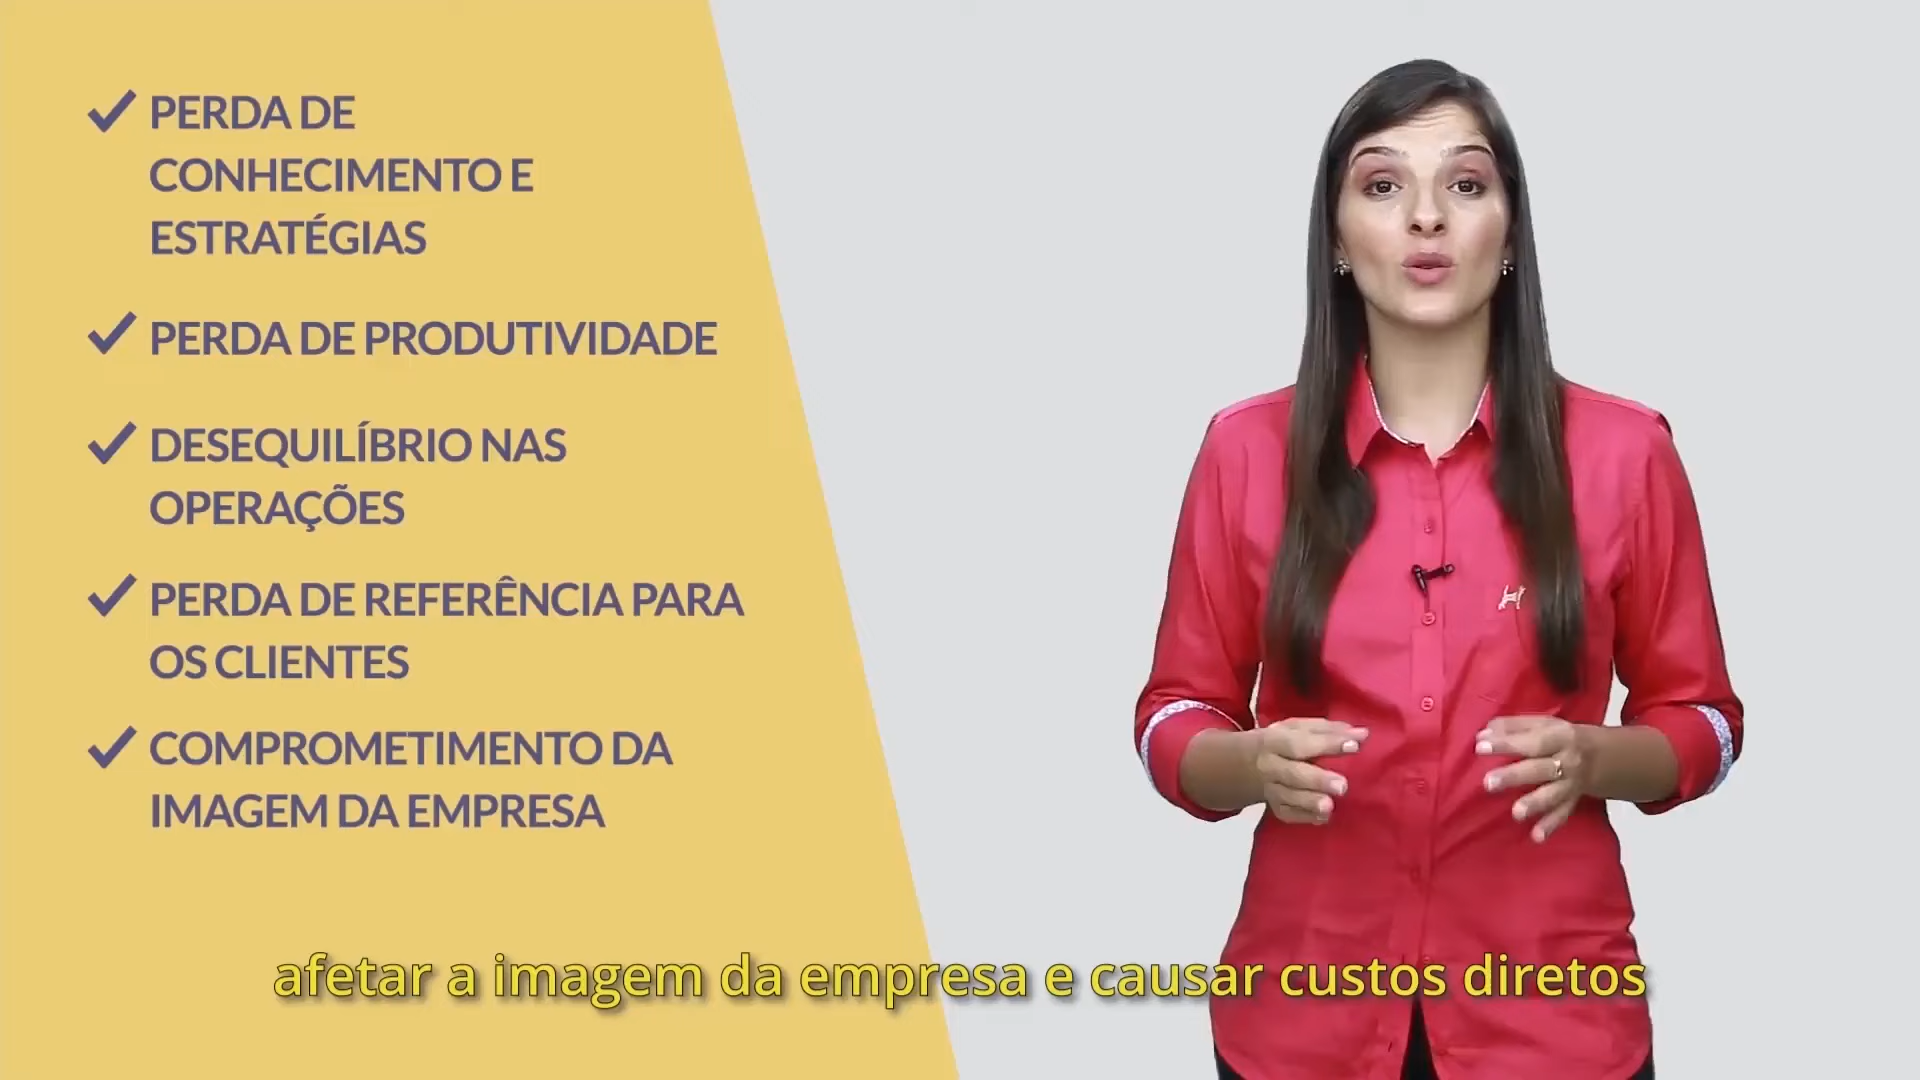 PERDA DE
CONHECIMENTO E
ESTRATÉGIAS
PERDA DE PRODUTIVIDADE
DESEQUILÍBRIO NAS
OPERAÇÕES
PERDA DE REFERÊNCIA PARA
OS CLIENTES
COMPROMETIMENTO DA
IMAGEM DA EMPRESA
afetar a imagem da empresa e causar custos diretos